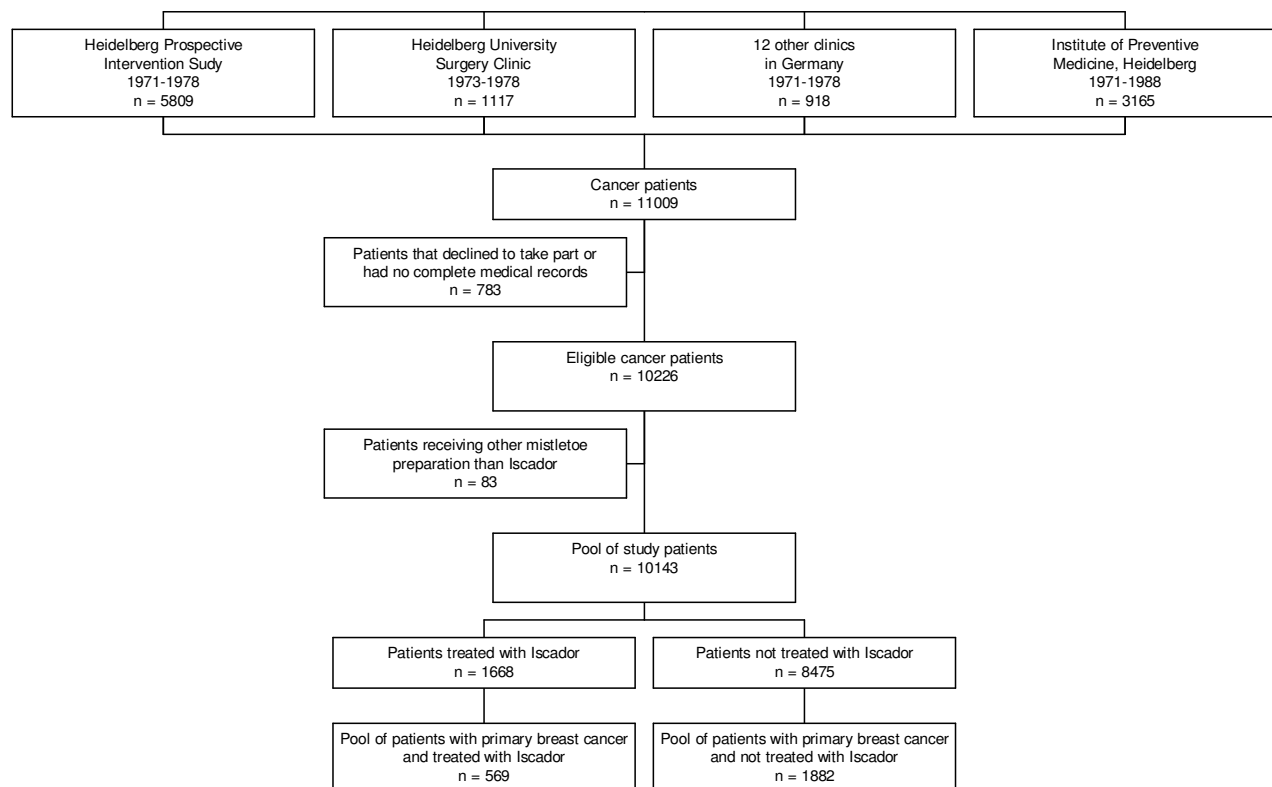 Heidelberg Prospective
Intervention Sudy
1971-1978
n = 5809
Heidelberg University
Surgery Clinic
1973-1978
n = 1117
12 other clinics
in Germany
1971-1978
n = 918
Institute of Preventive
Medicine, Heidelberg
1971-1988
n = 3165
Cancer patients
n = 11009
Patients that declined to take part or
had no complete medical records
n = 783
Eligible cancer patients
n = 10226
Patients receiving other mistletoe
preparation than Iscador
n = 83
Pool of study patients
n = 10143
Patients treated with Iscador
n = 1668
Patients not treated with Iscador
n = 8475
Pool of patients with primary breast cancer
and treated with Iscador
n = 569
Pool of patients with primary breast cancer
and not treated with Iscador
n = 1882